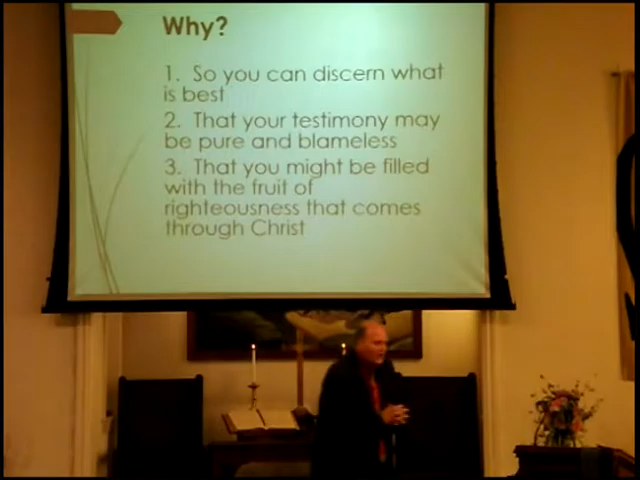 Why?
1. So you can discern what
is best
2. That your testimony may
be pure and blameless
3. That you might be filled
with the fruit of
righteousness that comes
through Christ